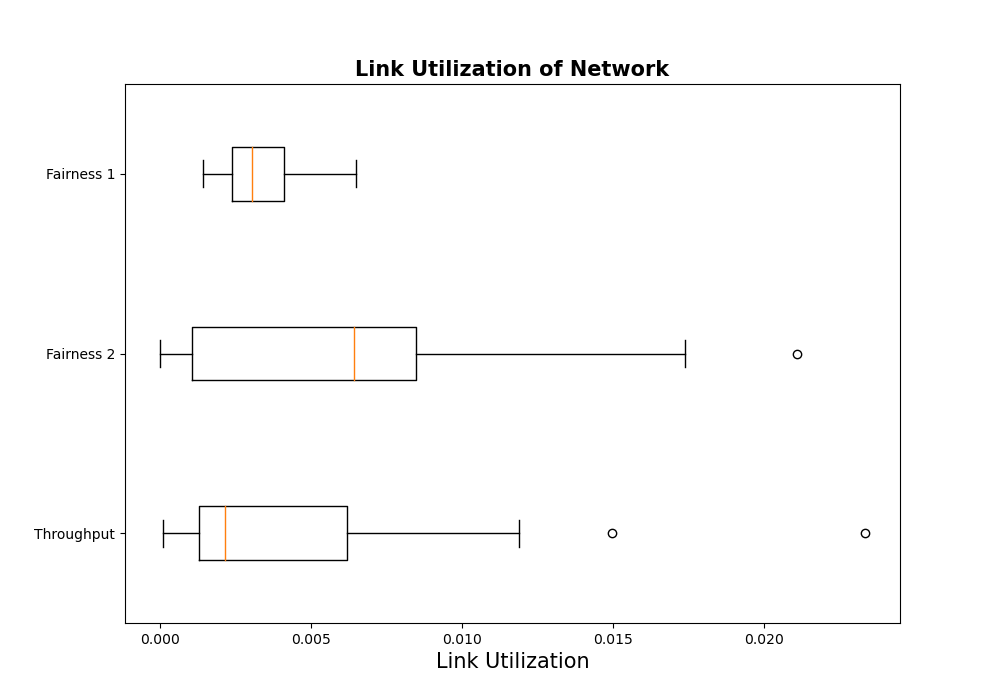 Link Utilization of Network
Fairness 1
Fairness 2
Throughput
0.000 0.005 0.010 0.015 0.020
Link Utilization